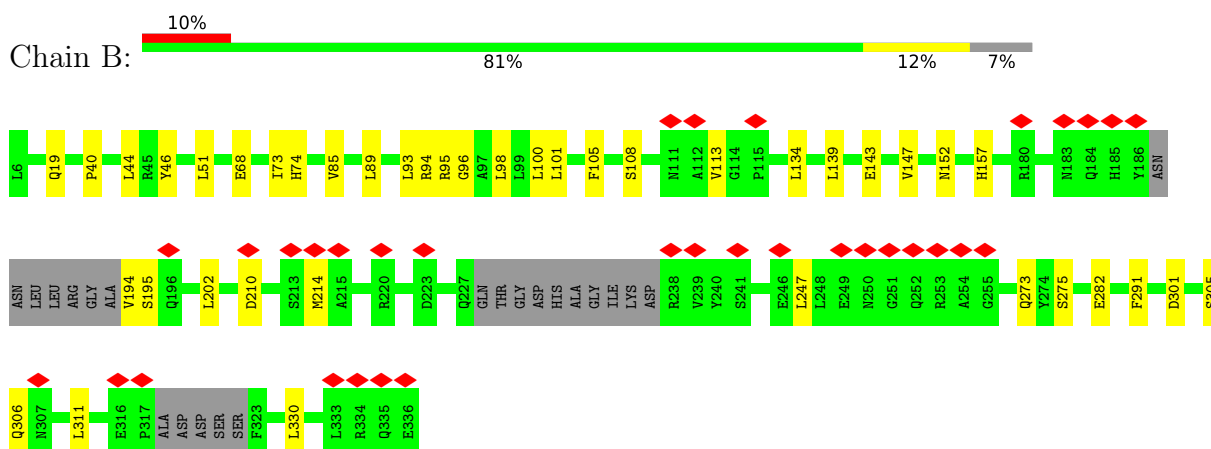 10%
Chain B:
81% 12% 7%
L6 Q19 P40 L44 R45 Y46 L51 E68 I73 H74 V85 L89 L93 R94 R95 G96 A97 L98 L99 L100 L101 F105 S108 N111 A112 V113 G114 P115 L134 L139 E143 V147 N152 H157 R180 N183 Q184 H185 Y186 ASN
ASN LEU LEU ARG GLY ALA V194 S195 Q196 L202 D210 S213 M214 A215 R220 D223 Q227 GLN THR GLY ASP HIS ALA GLY ILE LYS ASP R238 V239 Y240 S241 E246 L247 L248 E249 N250 G251 Q252 R253 A254 G255 Q273 Y274 S275 E282 F291 D301 S305
Q306 N307 L311 E316 P317 ALA ASP ASP SER SER F323 L330 L333 R334 Q335 E336